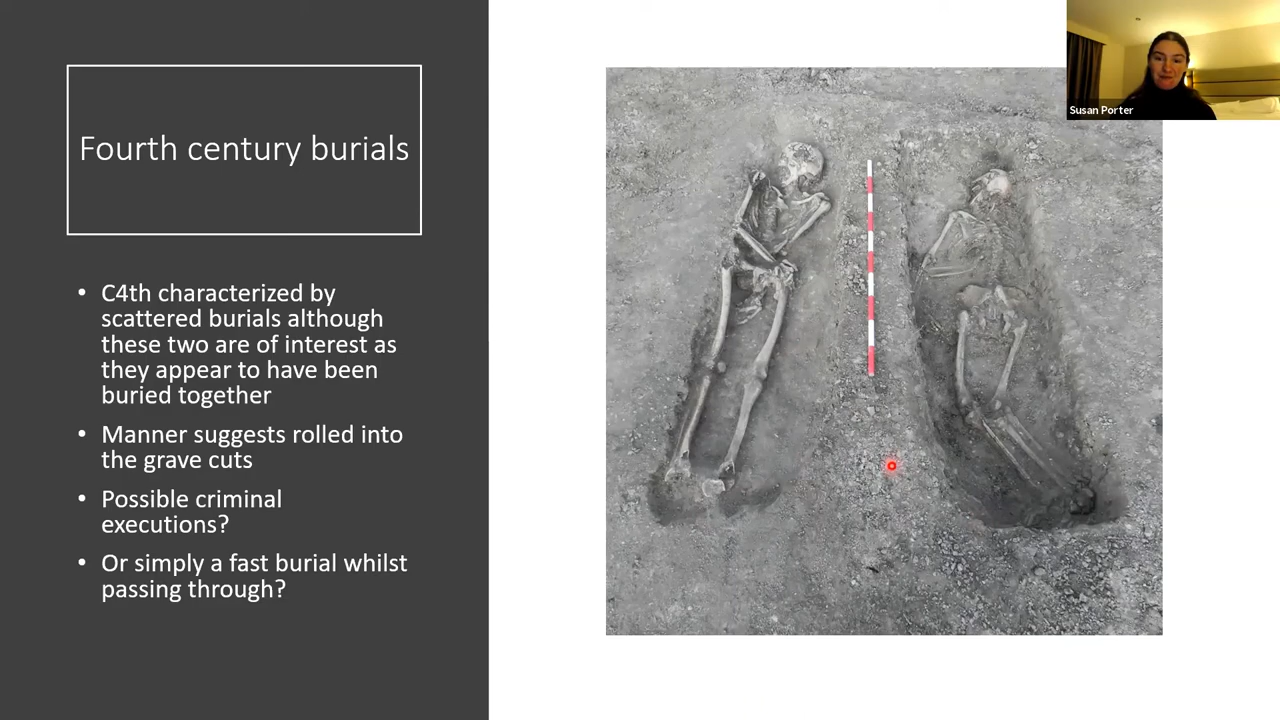 Fourth century burials
• C4th characterized by
scattered burials although
these two are of interest as
they appear to have been
buried together
• Manner suggests rolled into
the grave cuts
• Possible criminal
executions?
• Or simply a fast burial whilst
passing through?
Susan Porter